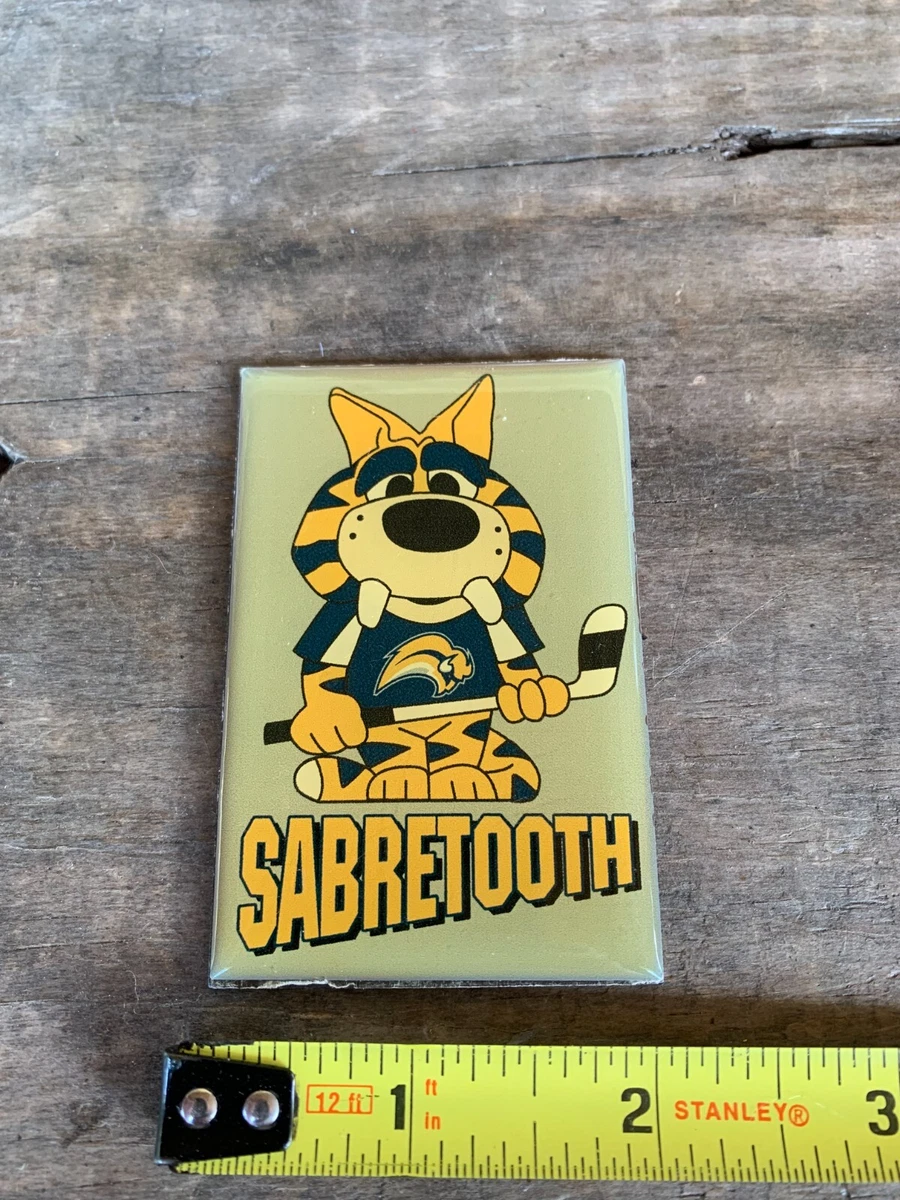 SABRETOOTH
12 ft 1 ft in 2 STANLEY® 3